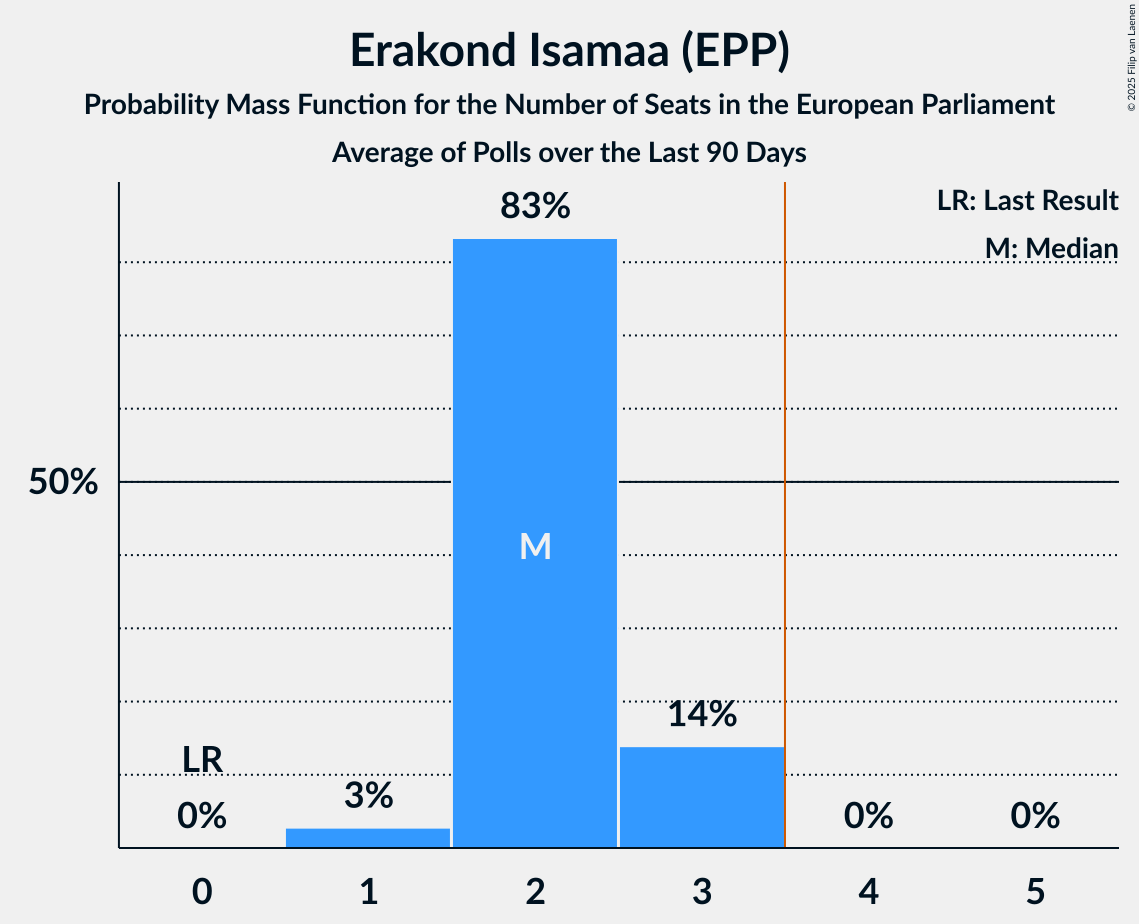 Erakond Isamaa (EPP)
Probability Mass Function for the Number of Seats in the European Parliament
Average of Polls over the Last 90 Days
© 2025 Filip van Laenen
LR: Last Result
M: Median
83%
50%
M
14%
LR
3%
0%
0%
0%
0
1
2
3
4
5